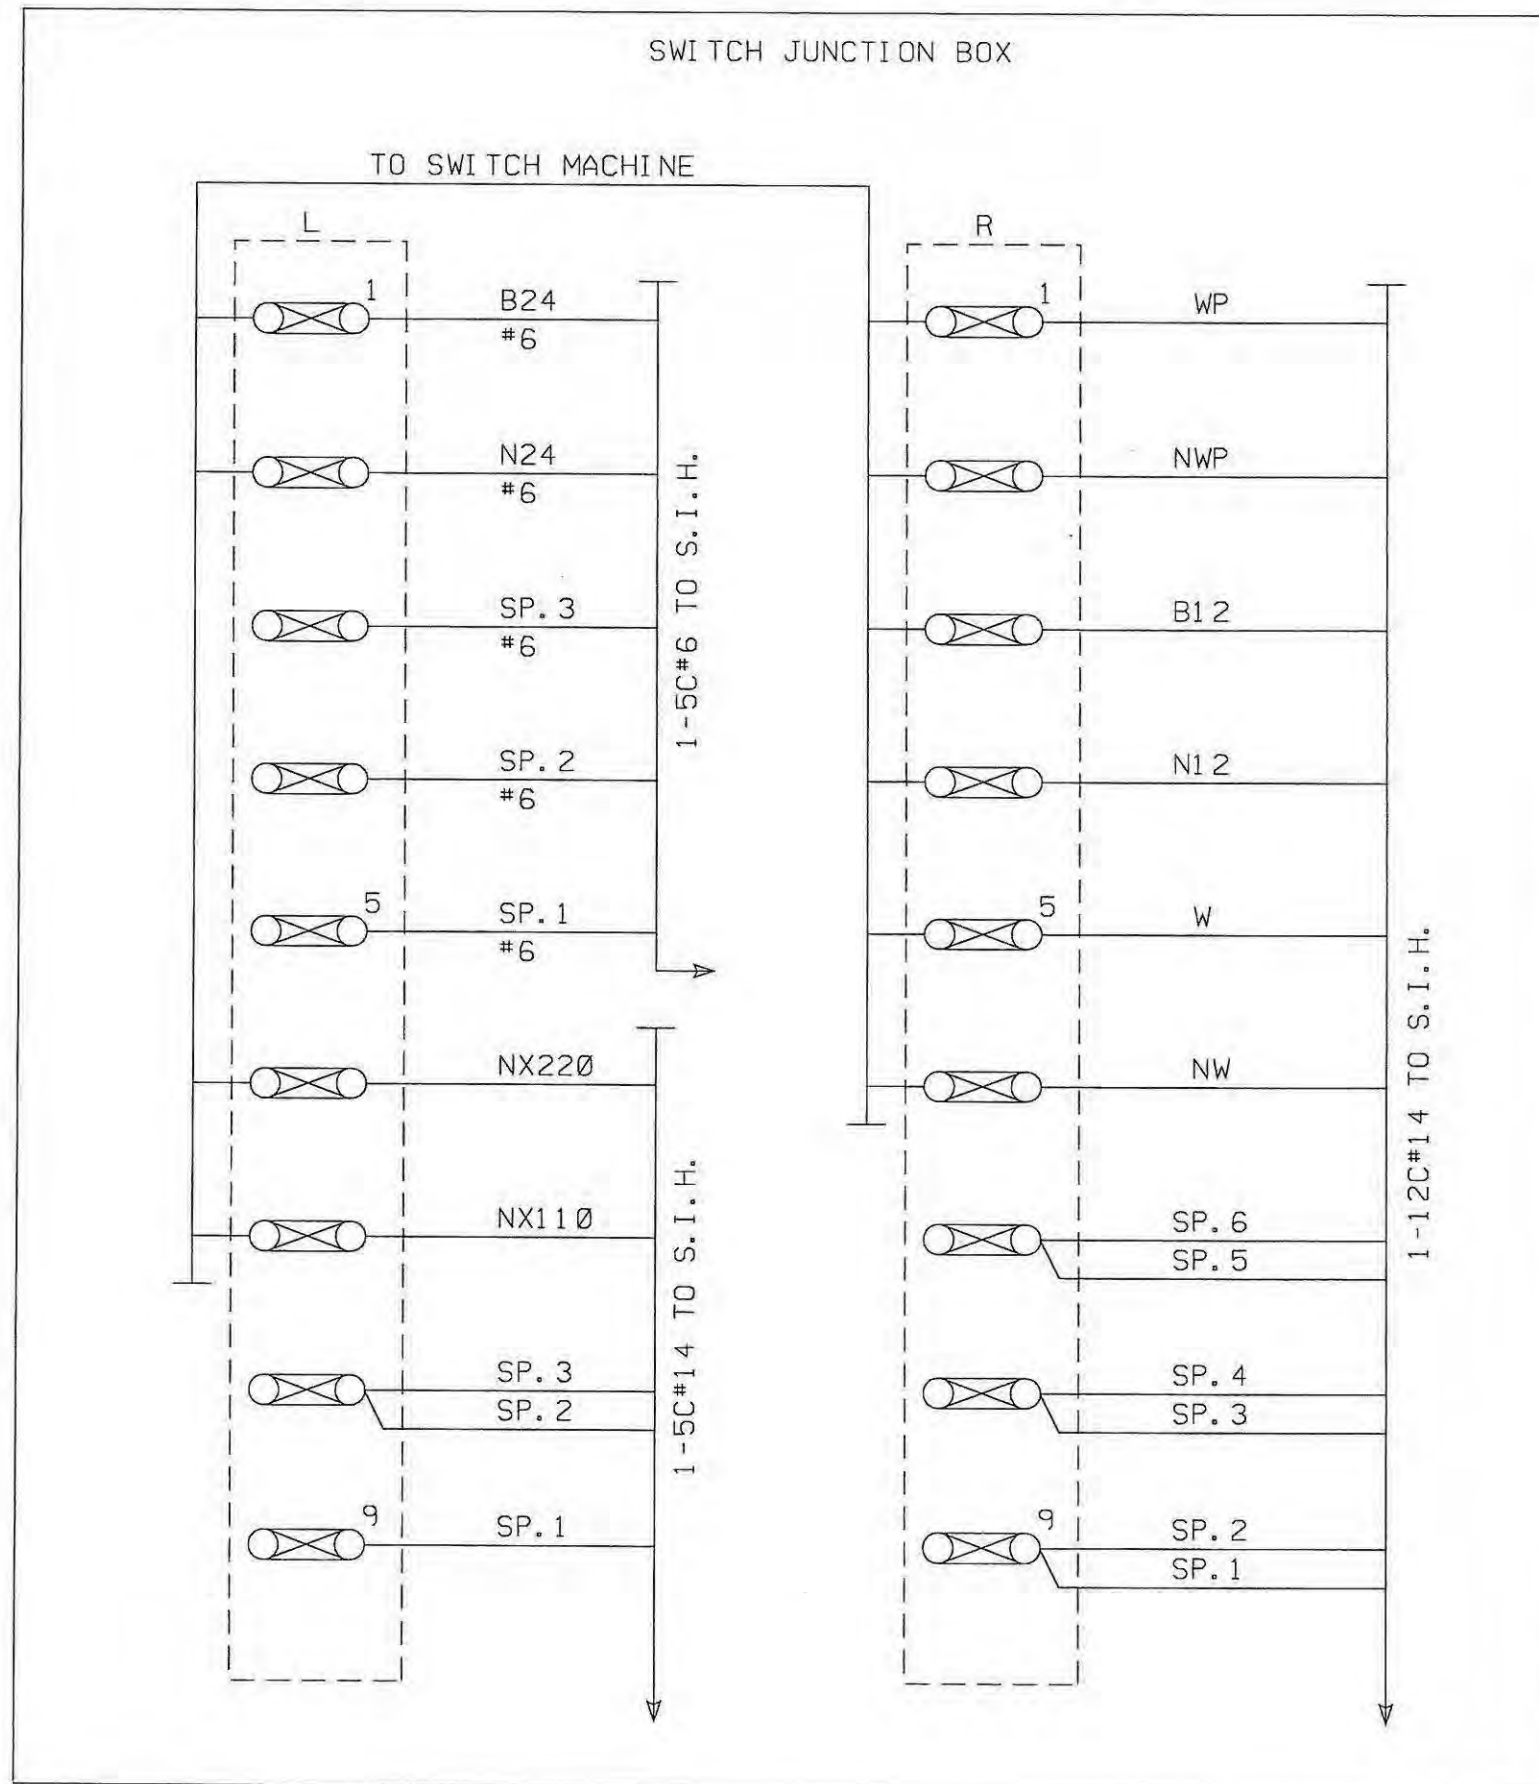 SWITCH JUNCTION BOX
TO SWITCH MACHINE
L
1
B24
#6
N24
#6
SP.3
#6
SP.2
#6
5
SP.1
#6
1-5C#6 TO S.I.H.
NX220
NX110
SP.3
SP.2
9
SP.1
1-5C#14 TO S.I.H.
R
1
WP
NWP
B12
N12
5
W
NW
SP.6
SP.5
SP.4
SP.3
9
SP.2
SP.1
1-12C#14 TO S.I.H.